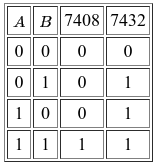 A B 7408 7432
0 0 0 0
0 1 0 1
1 0 0 1
1 1 1 1